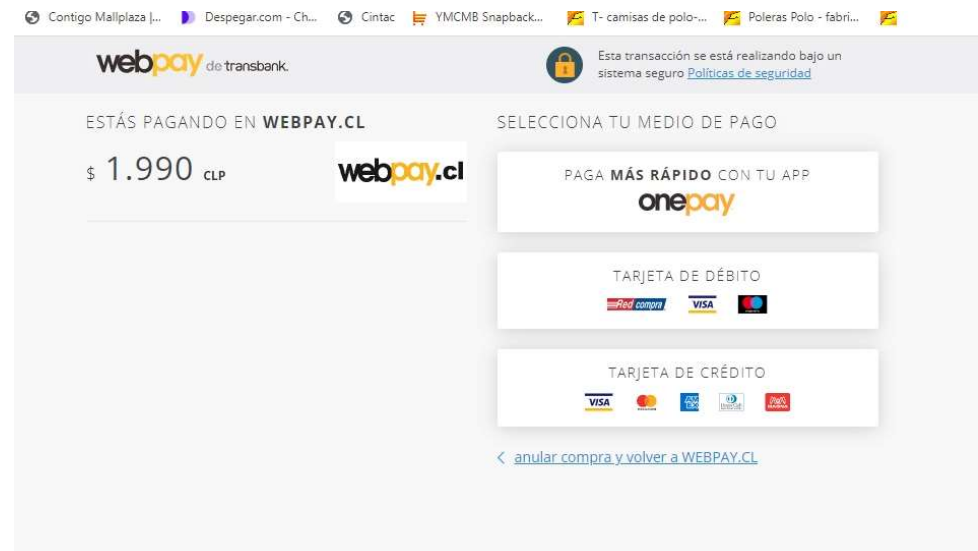 Contigo Mallplaza |... Despegar.com - Ch... Cintac YMCMB Snapback... T- camisas de polo-... Poleras Polo - fabri...
webpay de transbank.
Esta transacción se está realizando bajo un
sistema seguro Políticas de seguridad
ESTÁS PAGANDO EN WEBPAY.CL
$ 1.990 CLP
webpay.cl
SELECCIONA TU MEDIO DE PAGO
PAGA MÁS RÁPIDO CON TU APP
onepay
TARJETA DE DÉBITO
Red compra VISA
TARJETA DE CRÉDITO
VISA
< anular compra y volver a WEBPAY.CL